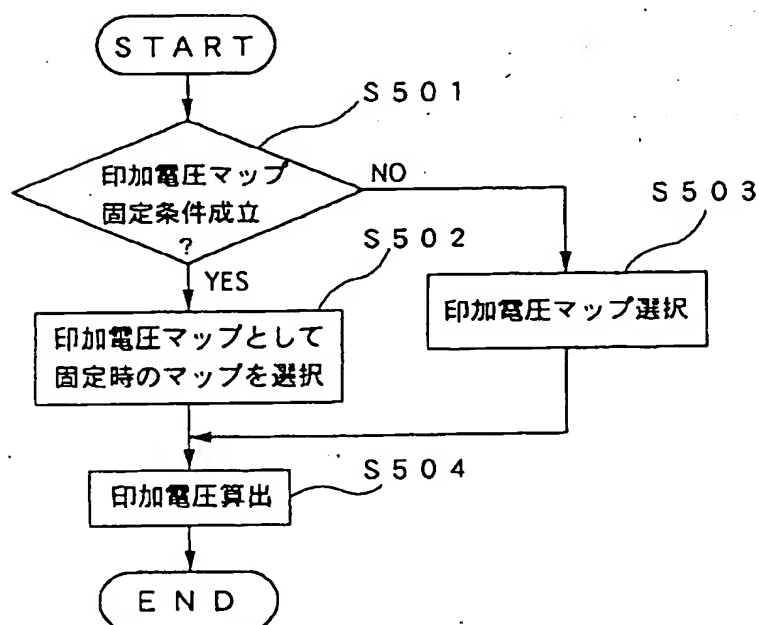 START
S501
印加電圧マップ
固定条件成立
?
NO
YES
S502
印加電圧マップとして
固定時のマップを選択
S503
印加電圧マップ選択
S504
印加電圧算出
END